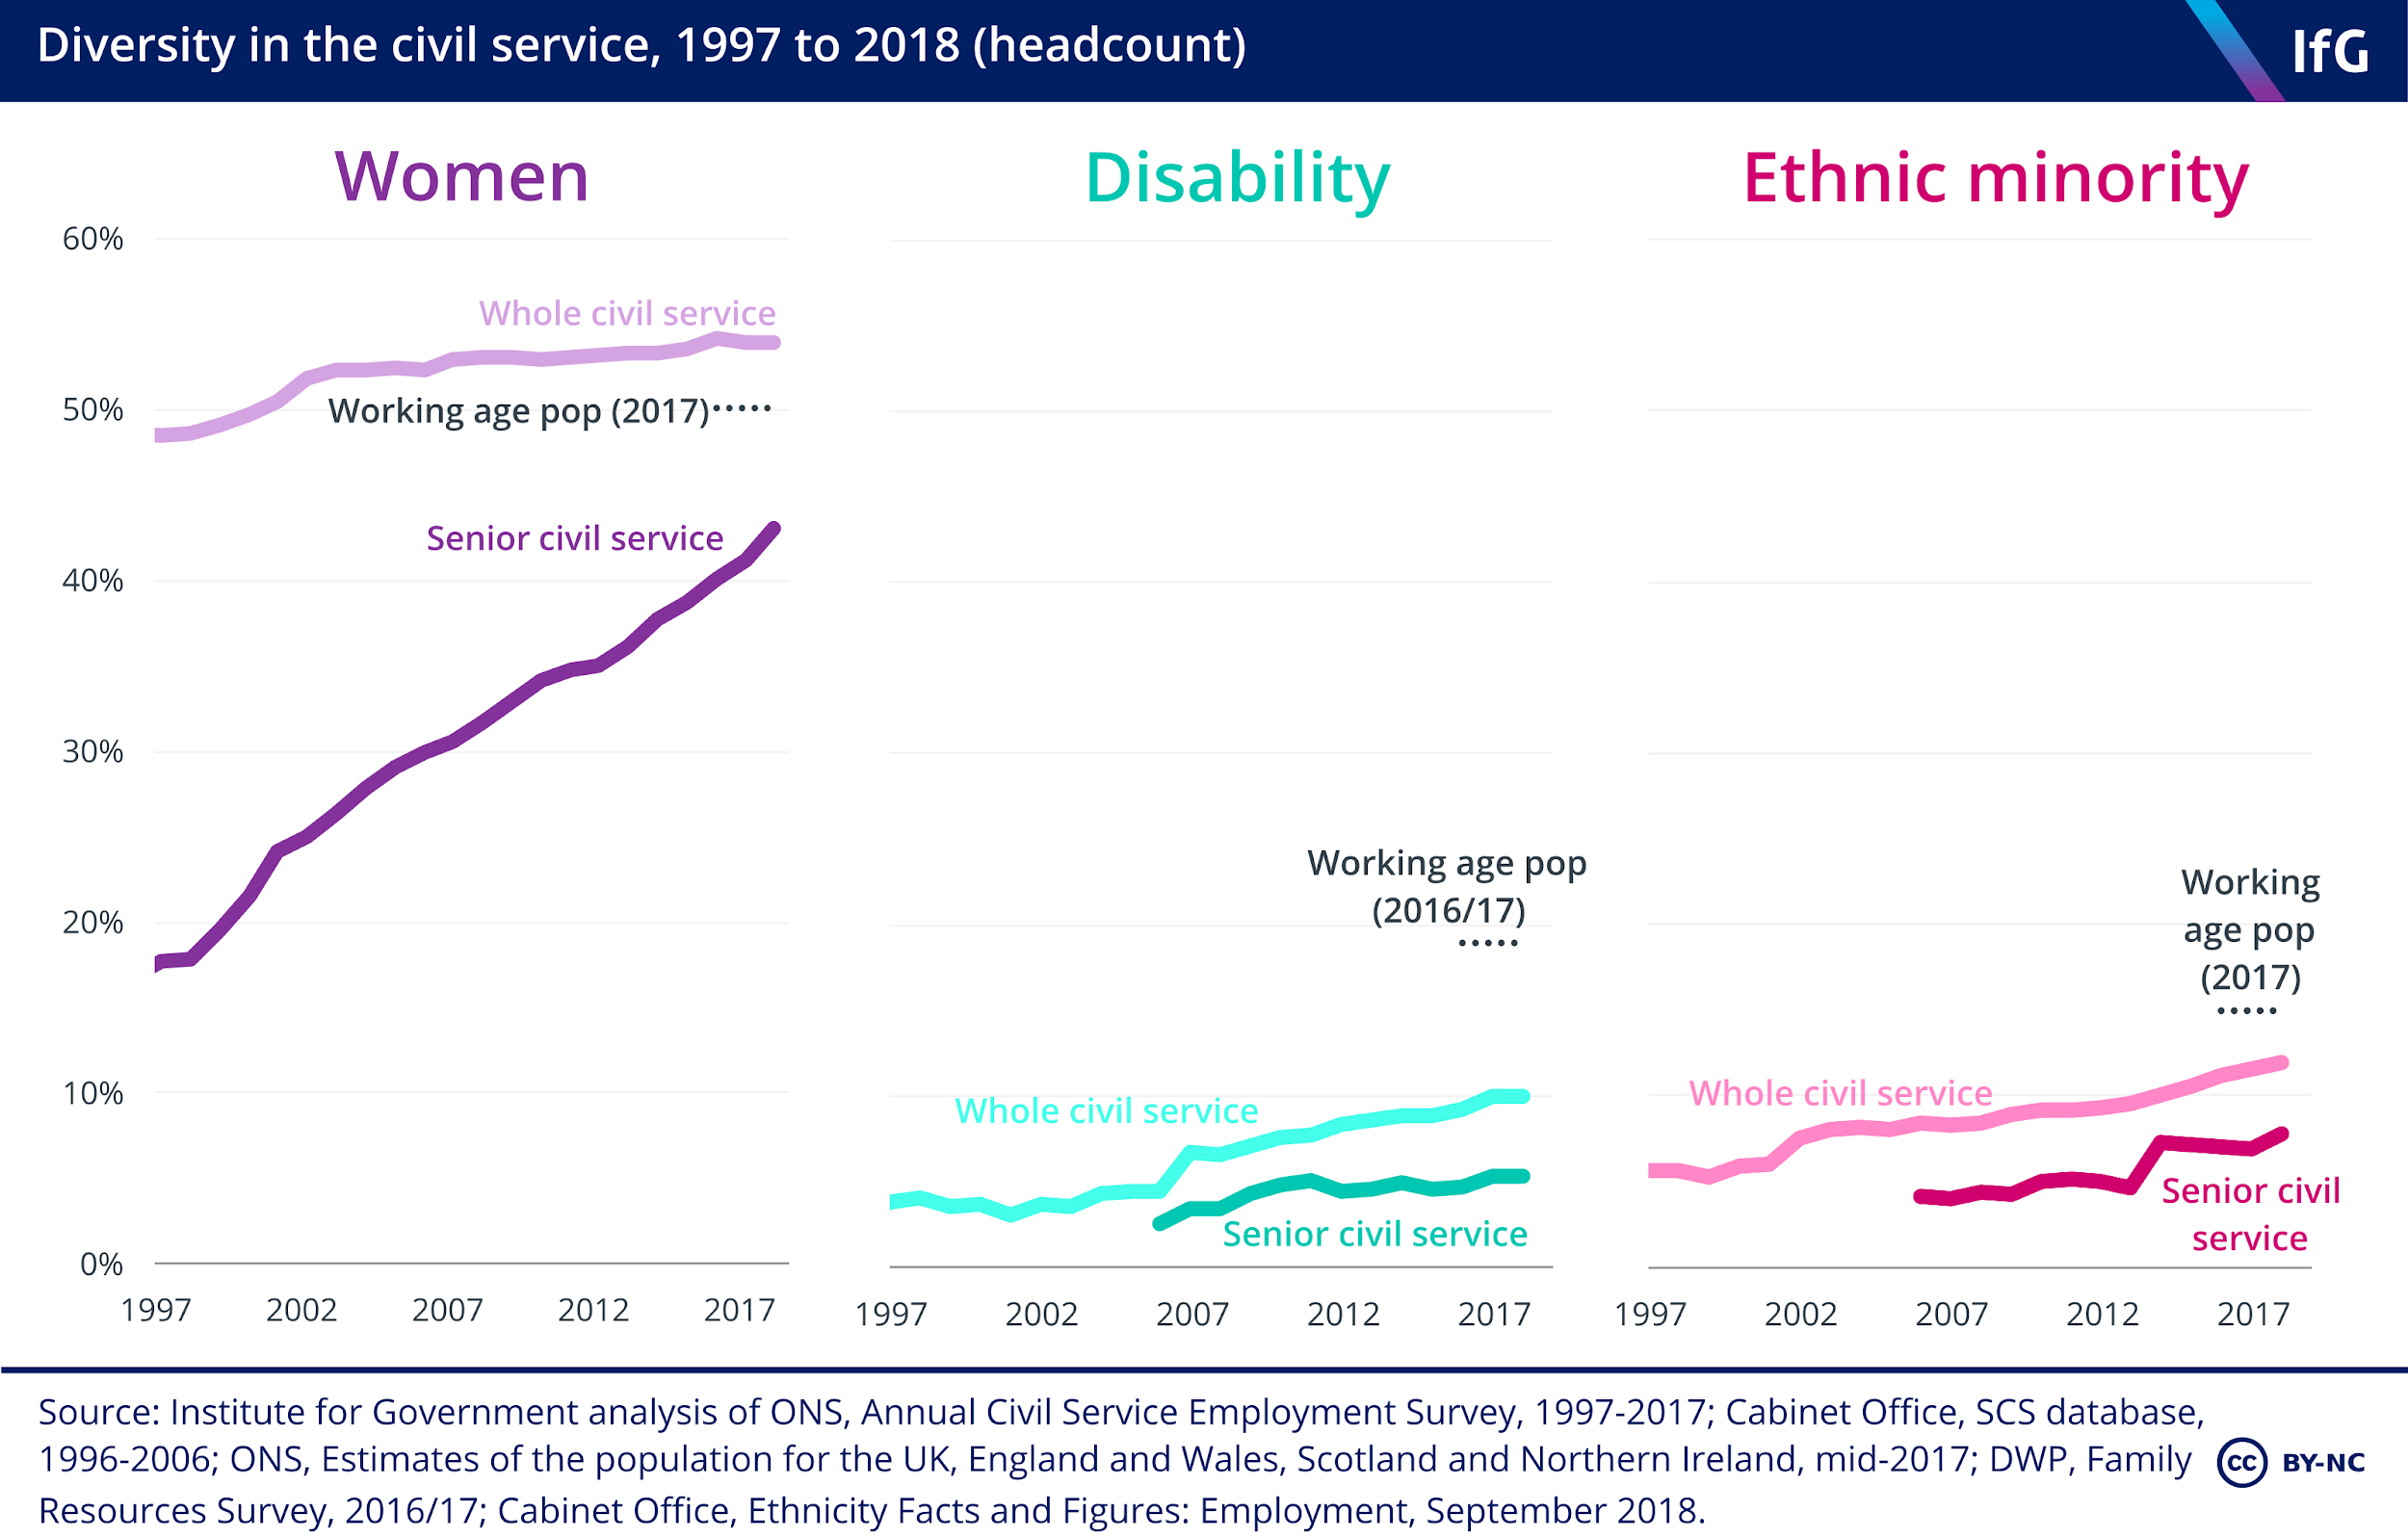 Diversity in the civil service, 1997 to 2018 (headcount)
IfG
Women
Disability
Ethnic minority
60%
50%
40%
30%
20%
10%
0%
Whole civil service
Working age pop (2017)
Senior civil service
1997 2002 2007 2012 2017
Working age pop
(2016/17)
Whole civil service
Senior civil service
1997 2002 2007 2012 2017
Working
age pop
(2017)
Whole civil service
Senior civil
service
1997 2002 2007 2012 2017
Source: Institute for Government analysis of ONS, Annual Civil Service Employment Survey, 1997-2017; Cabinet Office, SCS database,
1996-2006; ONS, Estimates of the population for the UK, England and Wales, Scotland and Northern Ireland, mid-2017; DWP, Family
Resources Survey, 2016/17; Cabinet Office, Ethnicity Facts and Figures: Employment, September 2018.
cc BY-NC